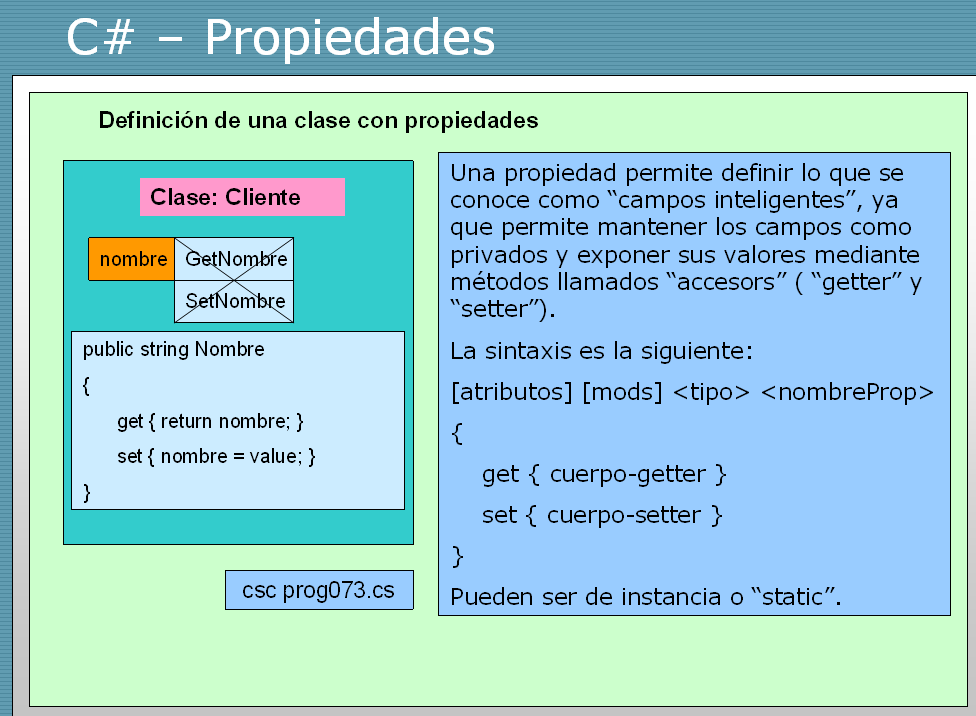 C# – Propiedades
Definición de una clase con propiedades
Clase: Cliente
nombre
GetNombre
SetNombre
public string Nombre
{
get { return nombre; }
set { nombre = value; }
}
csc prog073.cs
Una propiedad permite definir lo que se
conoce como “campos inteligentes”, ya
que permite mantener los campos como
privados y exponer sus valores mediante
métodos llamados “accesors” ( “getter” y
“setter”).
La sintaxis es la siguiente:
[atributos] [mods] <tipo> <nombreProp>
{
get { cuerpo-getter }
set { cuerpo-setter }
}
Pueden ser de instancia o “static”.